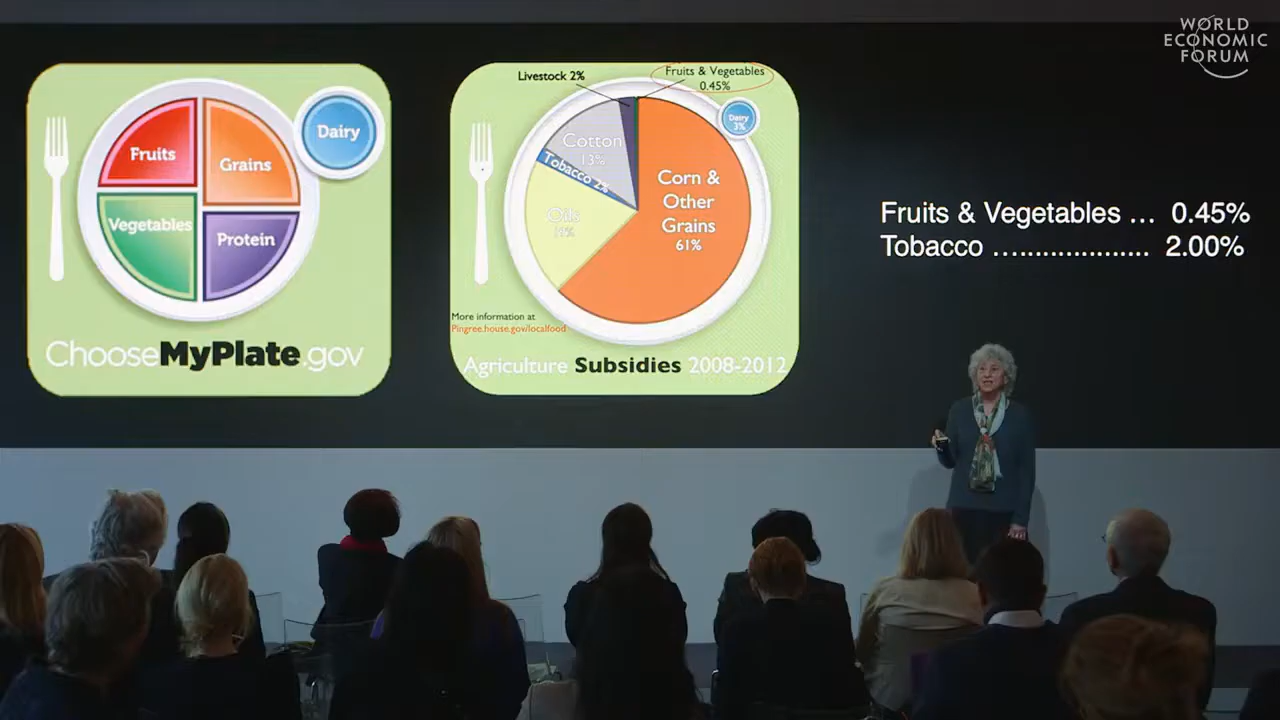 WORLD
ECONOMIC
FORUM
Fruits
Grains
Dairy
Vegetables
Protein
ChooseMyPlate.gov
Livestock 2%
Fruits & Vegetables
0.45%
Dairy
3%
Cotton
13%
Tobacco 2%
Oils
Corn &
Other
Grains
61%
More information at
Pingree.house.gov/localfood
Agriculture Subsidies 2008-2012
Fruits & Vegetables ... 0.45%
Tobacco ...................... 2.00%